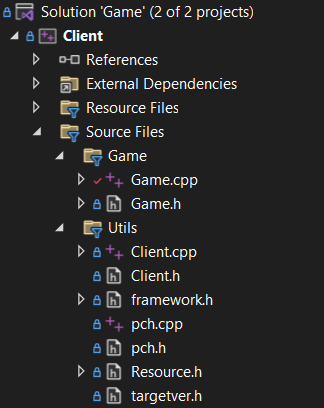 Solution 'Game' (2 of 2 projects)
Client
References
External Dependencies
Resource Files
Source Files
Game
Game.cpp
Game.h
Utils
Client.cpp
Client.h
framework.h
pch.cpp
pch.h
Resource.h
targetver.h